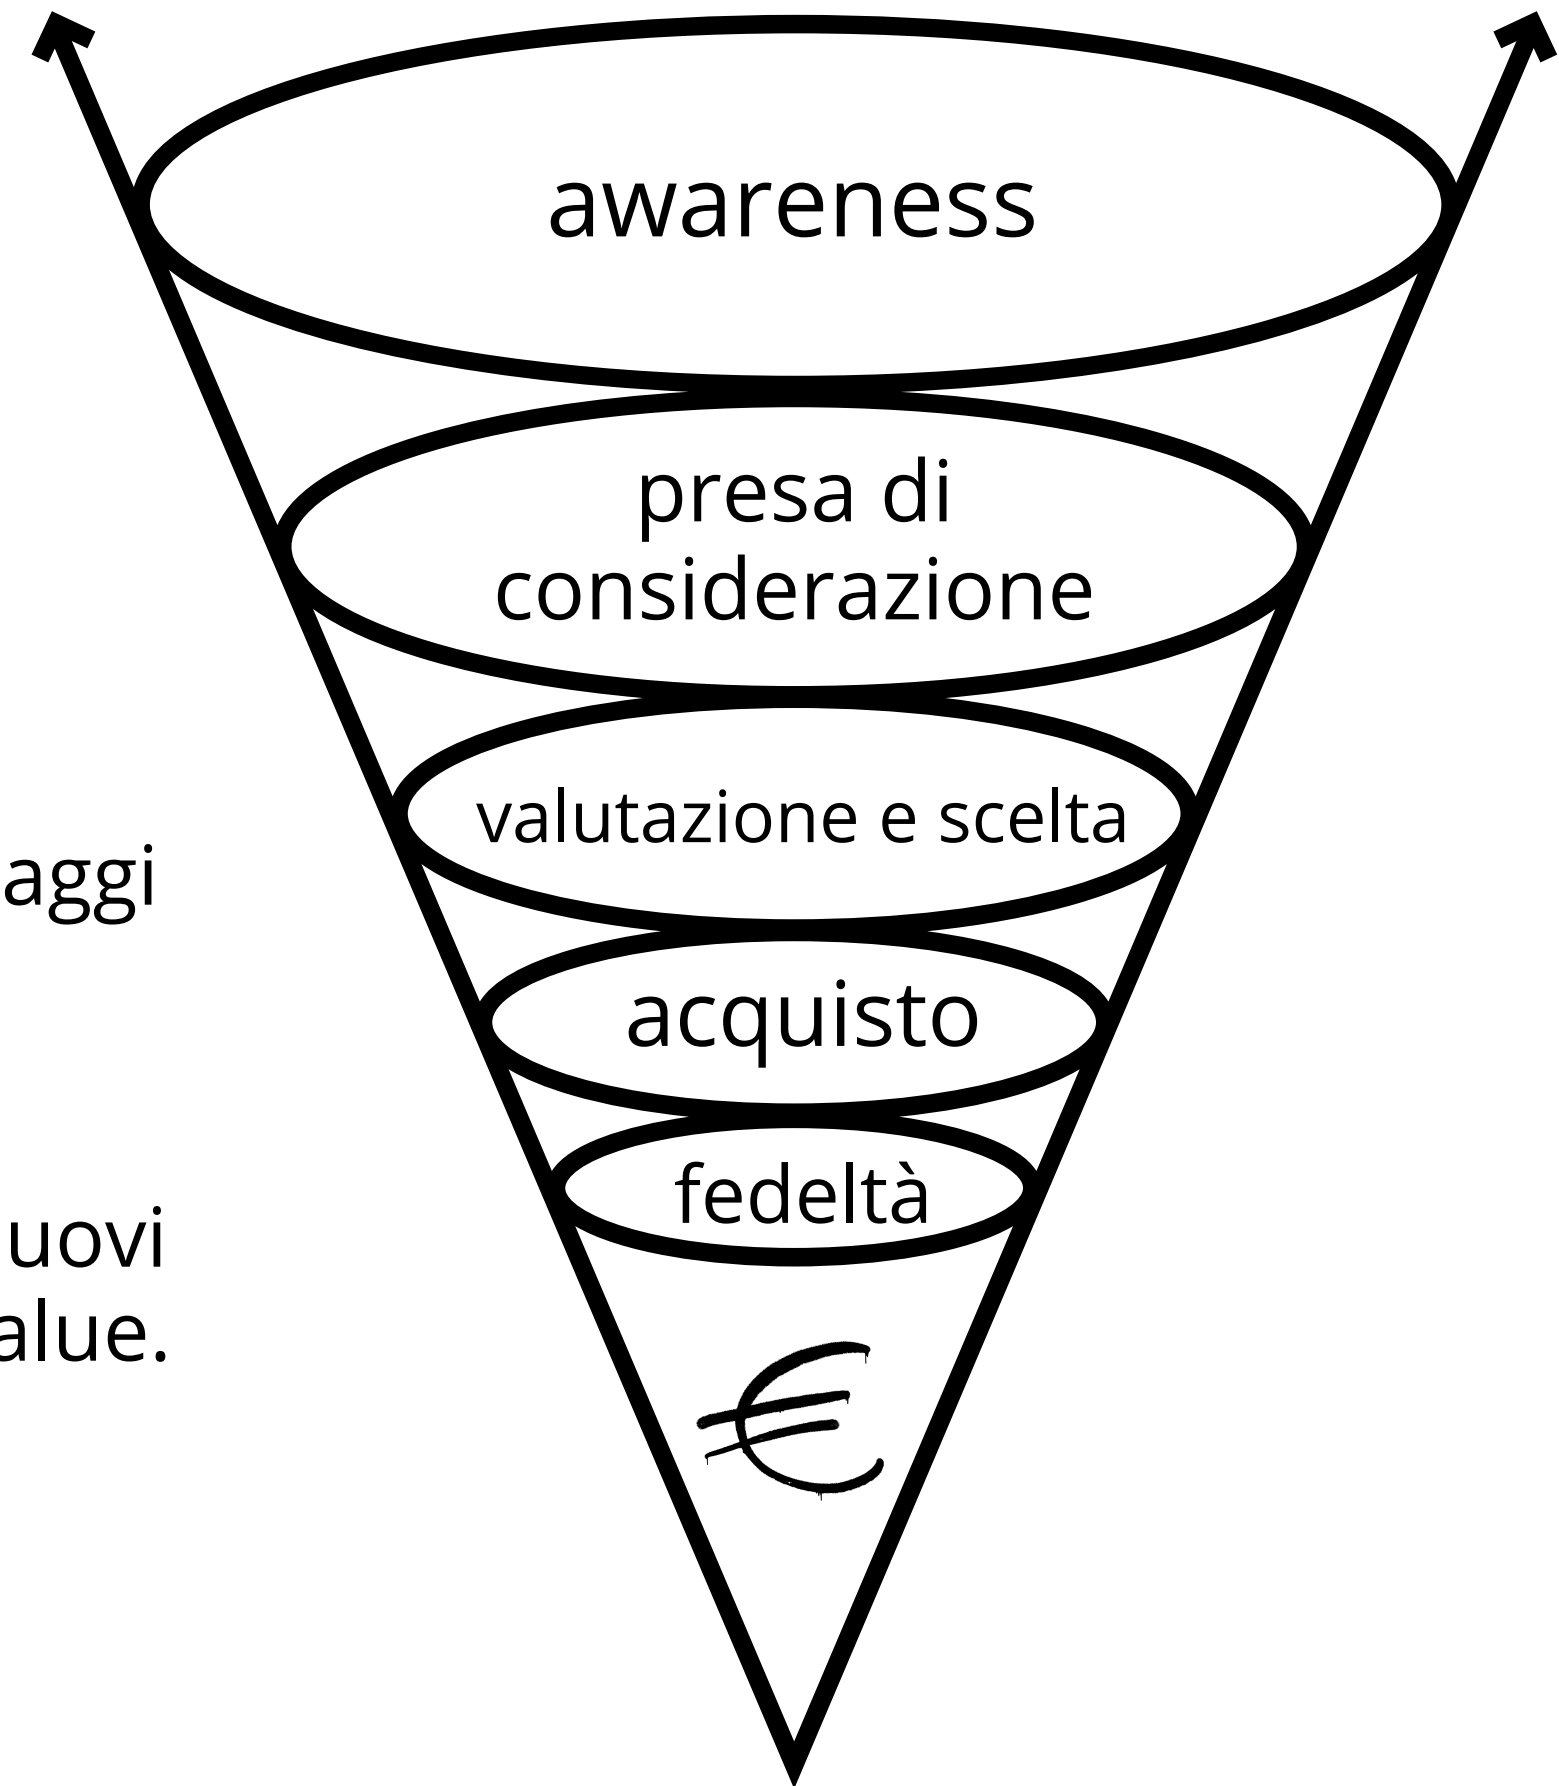 awareness
presa di
considerazione
valutazione e scelta
aggi
acquisto
fedeltà
uovi
alue.
€